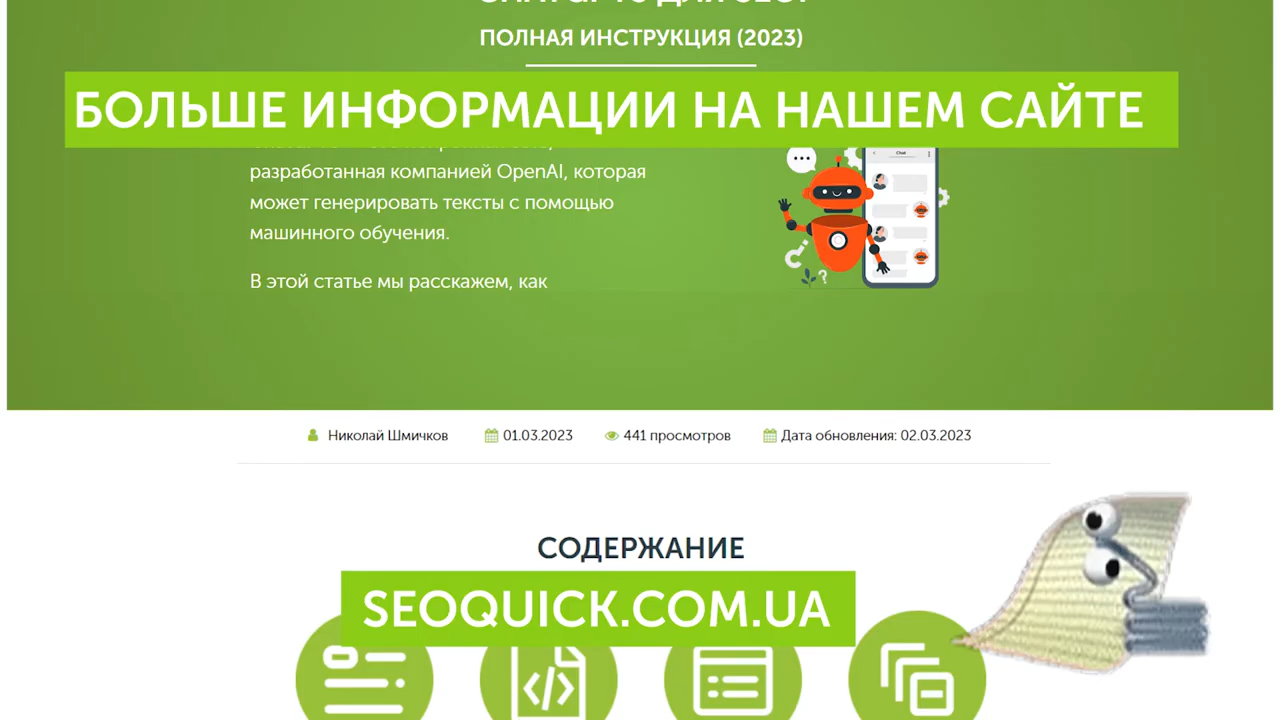 ПОЛНАЯ ИНСТРУКЦИЯ (2023)
БОЛЬШЕ ИНФОРМАЦИИ НА НАШЕМ САЙТЕ
разработанная компанией OpenAI, которая
может генерировать тексты с помощью
машинного обучения.
В этой статье мы расскажем, как
Chat
Николай Шмичков
01.03.2023
441 просмотров
Дата обновления: 02.03.2023
СОДЕРЖАНИЕ
SEOQUICK.COM.UA